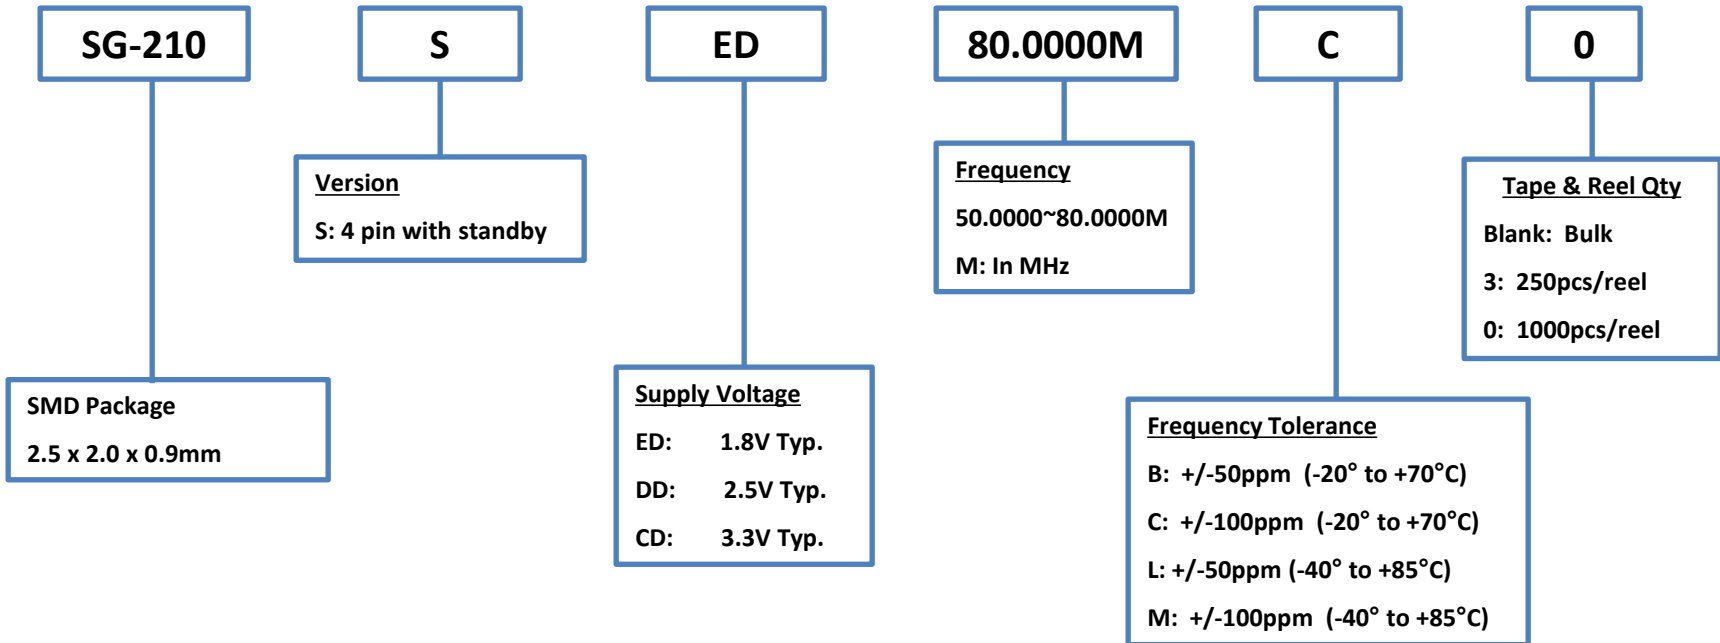 SG-210 S ED 80.0000M C 0
Version
S: 4 pin with standby
Frequency
50.0000~80.0000M
M: In MHz
Tape & Reel Qty
Blank: Bulk
3: 250pcs/reel
0: 1000pcs/reel
SMD Package
2.5 x 2.0 x 0.9mm
Supply Voltage
ED: 1.8V Typ.
DD: 2.5V Typ.
CD: 3.3V Typ.
Frequency Tolerance
B: +/-50ppm (-20° to +70°C)
C: +/-100ppm (-20° to +70°C)
L: +/-50ppm (-40° to +85°C)
M: +/-100ppm (-40° to +85°C)